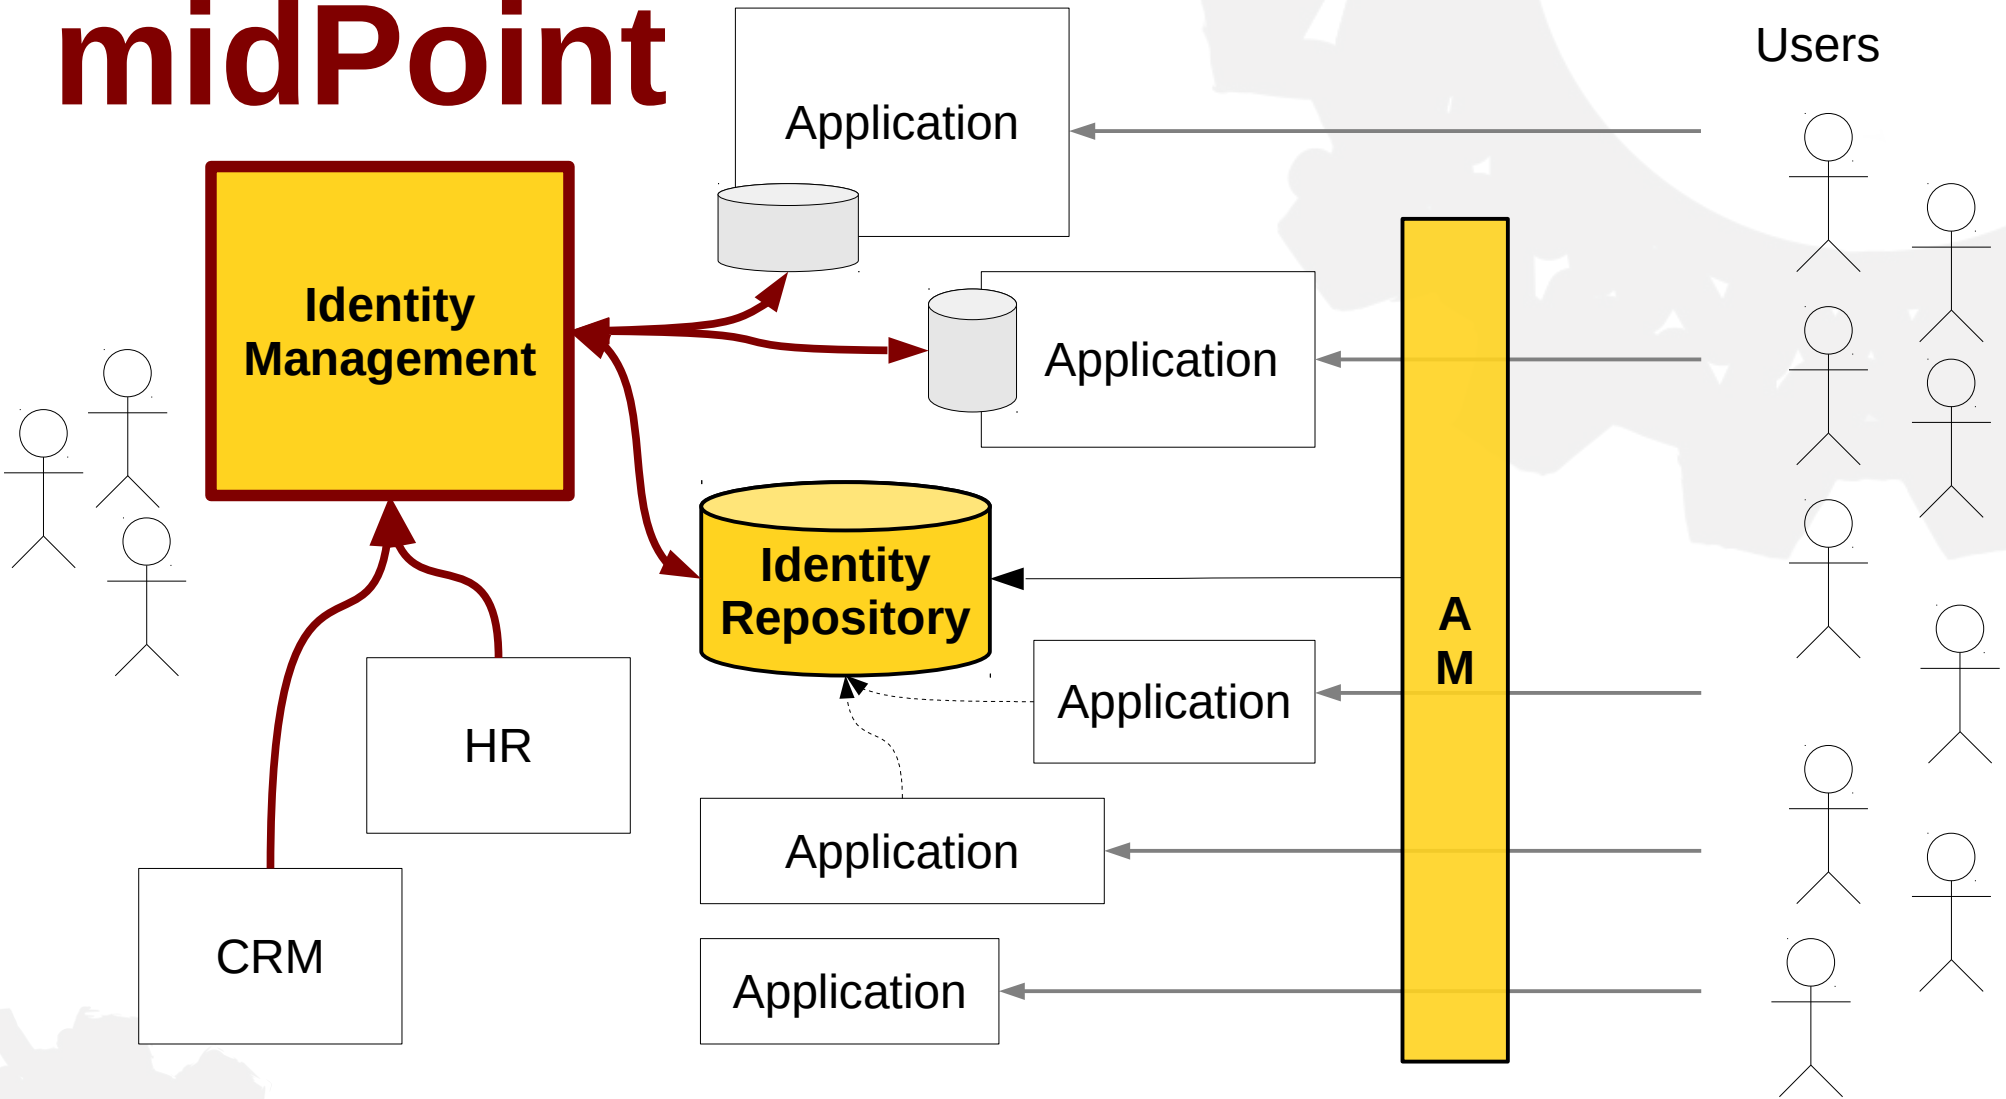 midPoint
Users
Application
Identity
Management
Application
Identity
Repository
A
M
Application
HR
Application
CRM
Application